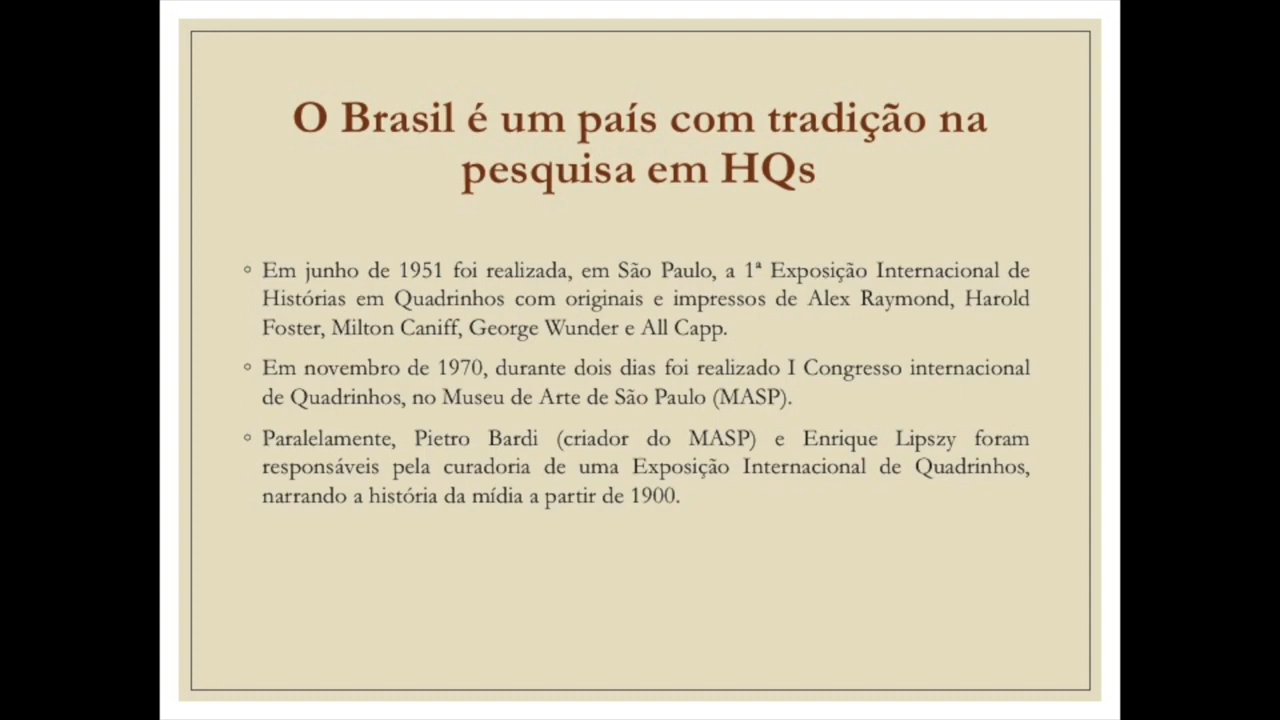 O Brasil é um país com tradição na
pesquisa em HQs
◦ Em junho de 1951 foi realizada, em São Paulo, a 1ª Exposição Internacional de
Histórias em Quadrinhos com originais e impressos de Alex Raymond, Harold
Foster, Milton Caniff, George Wunder e All Capp.
◦ Em novembro de 1970, durante dois dias foi realizado I Congresso internacional
de Quadrinhos, no Museu de Arte de São Paulo (MASP).
◦ Paralelamente, Pietro Bardi (criador do MASP) e Enrique Lipszy foram
responsáveis pela curadoria de uma Exposição Internacional de Quadrinhos,
narrando a história da mídia a partir de 1900.